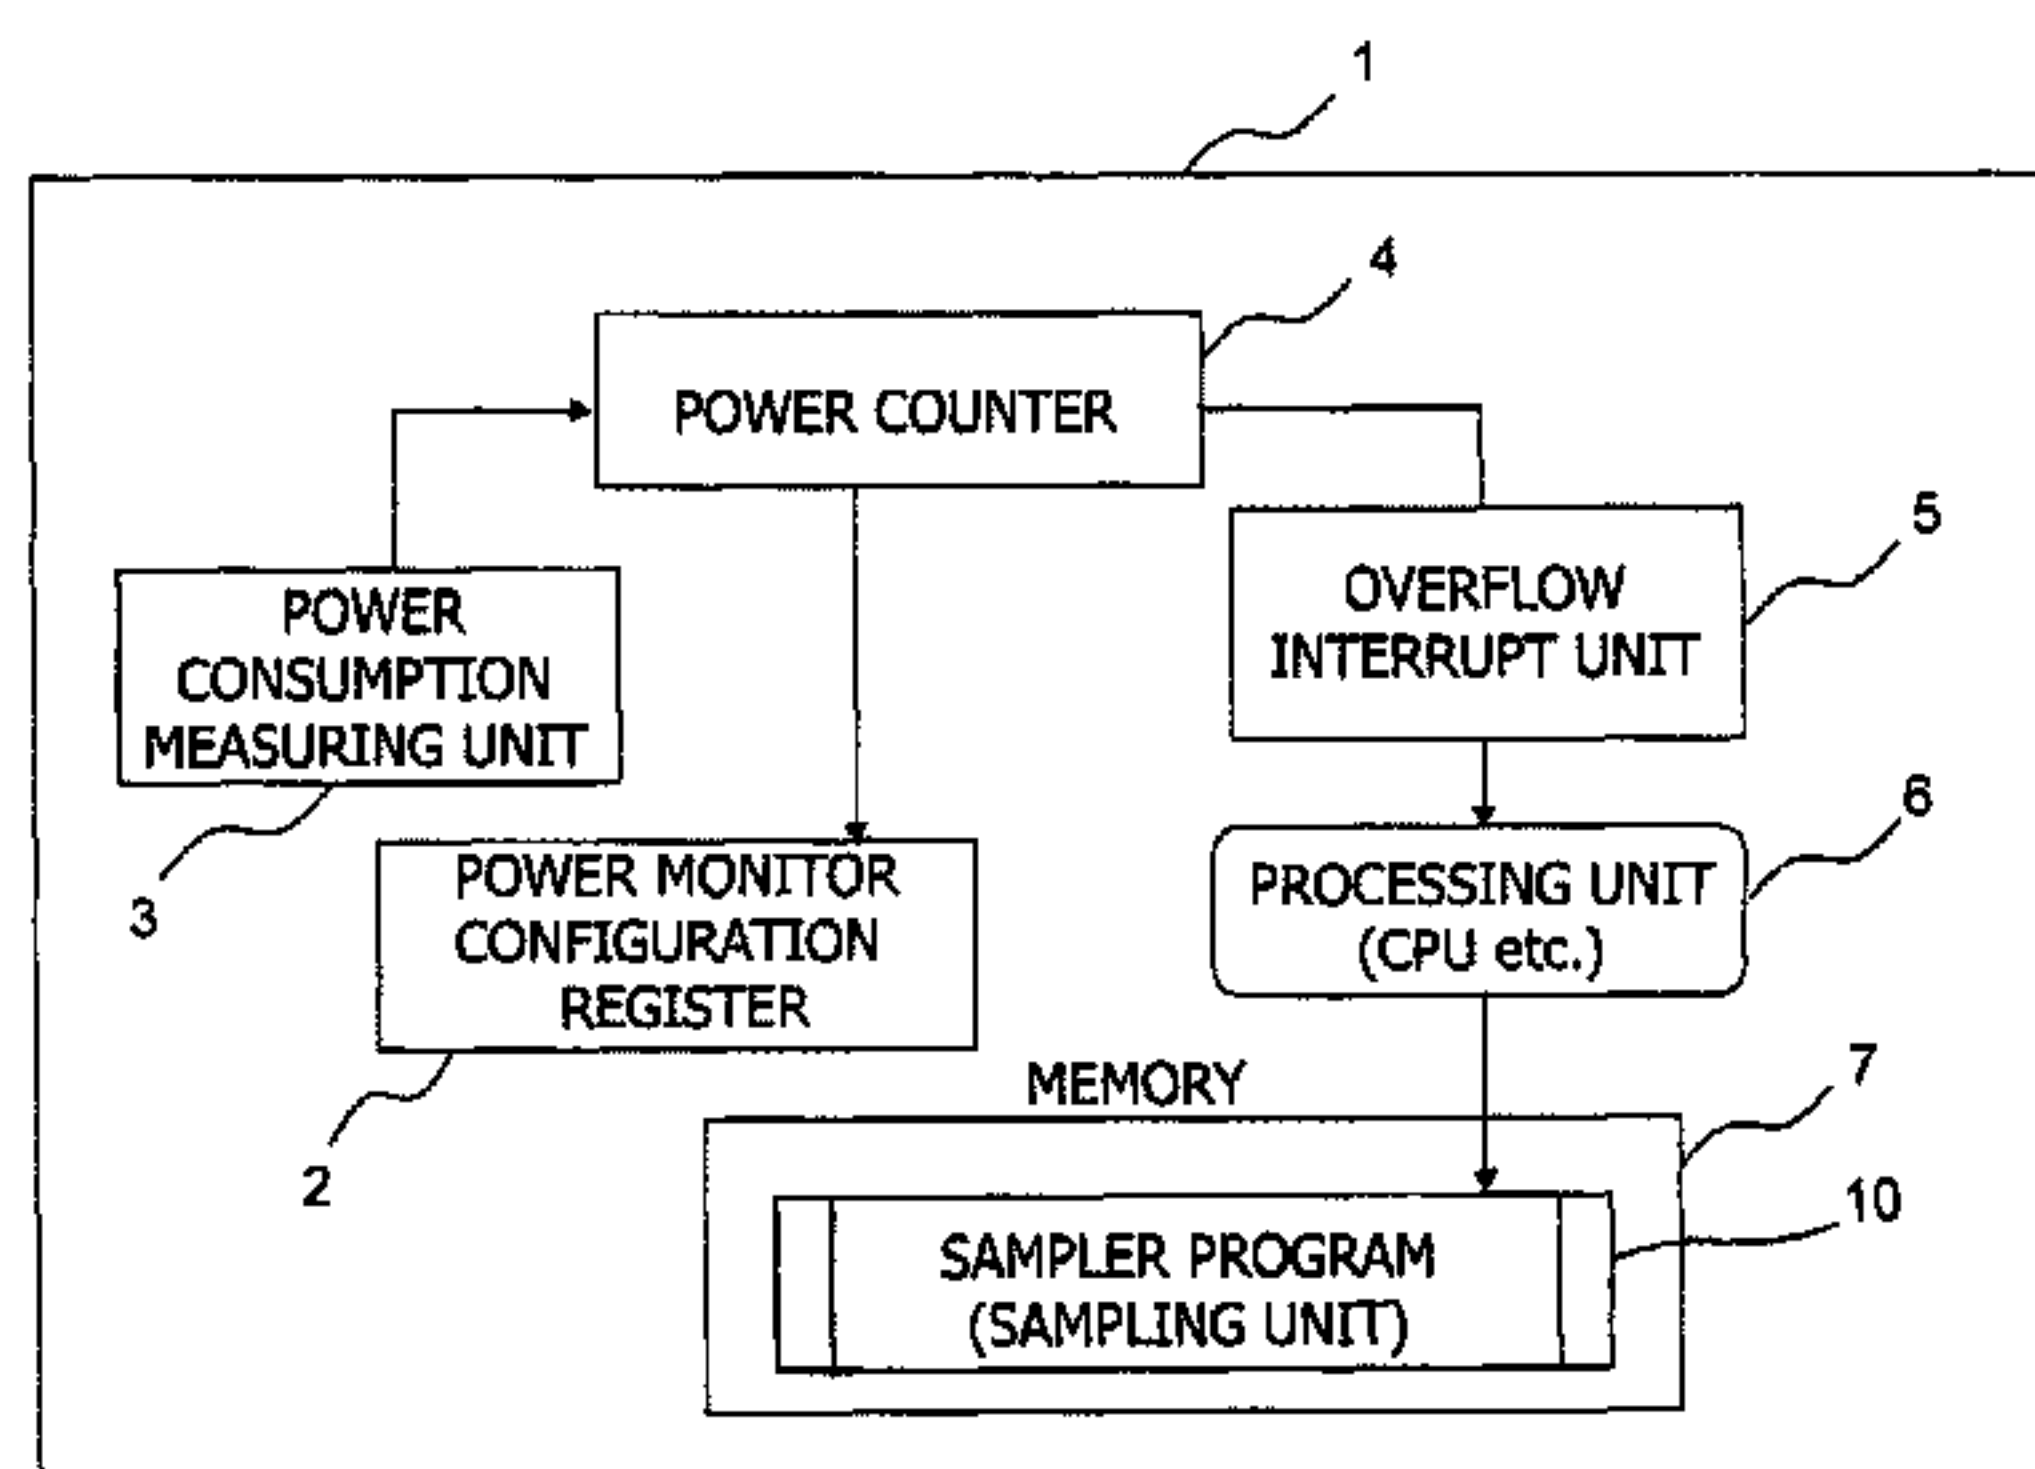 1
4
POWER COUNTER
5
OVERFLOW
INTERRUPT UNIT
POWER
CONSUMPTION
MEASURING UNIT
3
6
PROCESSING UNIT
(CPU etc.)
POWER MONITOR
CONFIGURATION
REGISTER
2
MEMORY
7
10
SAMPLER PROGRAM
(SAMPLING UNIT)